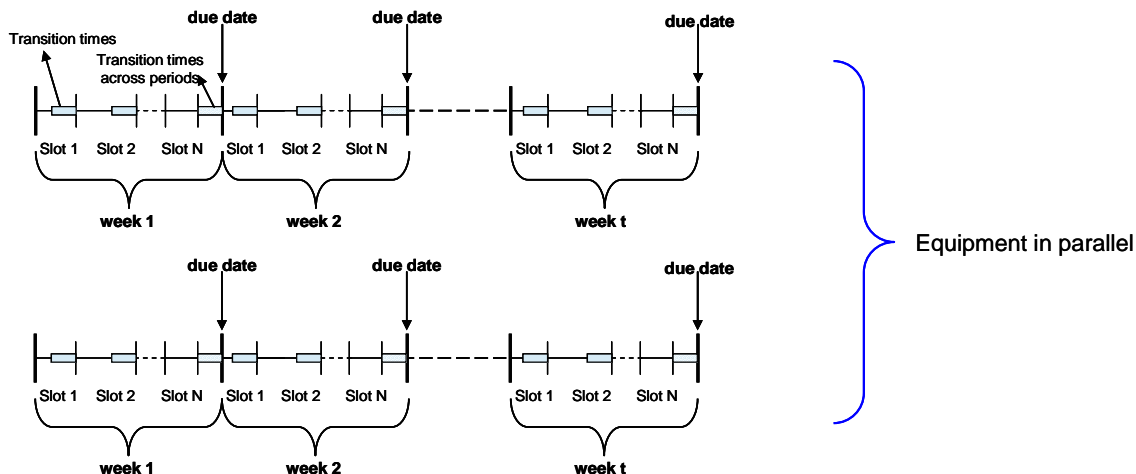 due date due date due date
Transition times
Transition times
across periods
Slot 1 Slot 2 Slot N Slot 1 Slot 2 Slot N Slot 1 Slot 2 Slot N
week 1 week 2 week t
Equipment in parallel
due date due date due date
Slot 1 Slot 2 Slot N Slot 1 Slot 2 Slot N Slot 1 Slot 2 Slot N
week 1 week 2 week t